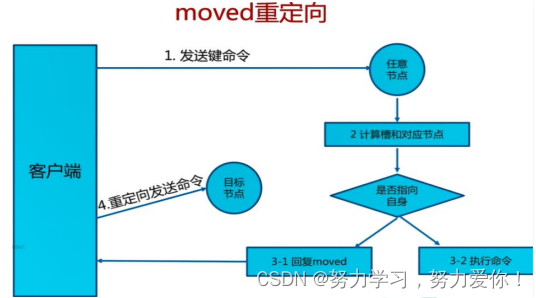 moved重定向
1. 发送键命令
任意
节点
2 计算槽和对应节点
客户端
目标
节点
是否指向
自身
4.重定向发送命令
3-1 回复moved
3-2 执行命令
CSDN @努力学习，努力爱你！